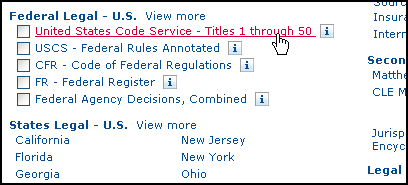 Federal Legal - U.S. View more
United States Code Service - Titles 1 through 50 i
USCS - Federal Rules Annotated i
CFR - Code of Federal Regulations i
FR - Federal Register i
Federal Agency Decisions, Combined i
States Legal - U.S. View more
California New Jersey
Florida New York
Georgia Ohio
Insura
Intern
Secon
Matthe
CLE M
Jurisp
Encyc
Legal